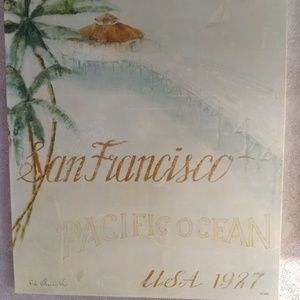 San Francisco
PACIFIC OCEAN
USA 1927